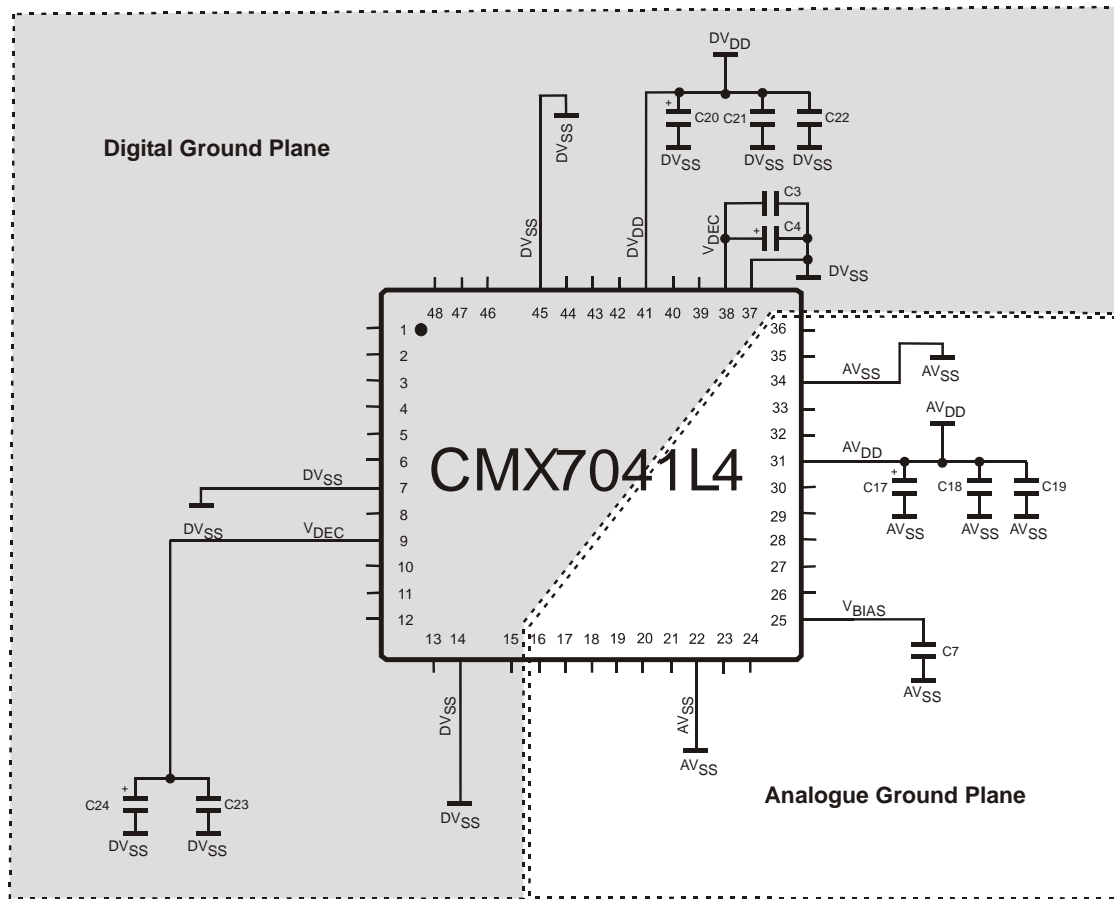 DVDD
+
C20
C21
C22
DVSS
DVSS
DVSS
DVSS
Digital Ground Plane
DVSS
DVDD
VDEC
C3
+
C4
DVSS
48
47
46
45
44
43
42
41
40
39
38
37
1
2
3
4
5
6
7
8
9
10
11
12
36
35
34
33
32
31
30
29
28
27
26
25
CMX7041L4
AVSS
AVSS
AVDD
AVDD
+
C17
C18
C19
AVSS
AVSS
AVSS
DVSS
DVSS
VDEC
VBIAS
C7
AVSS
13
14
15
16
17
18
19
20
21
22
23
24
DVSS
AVSS
AVSS
Analogue Ground Plane
+
C24
C23
DVSS
DVSS
DVSS